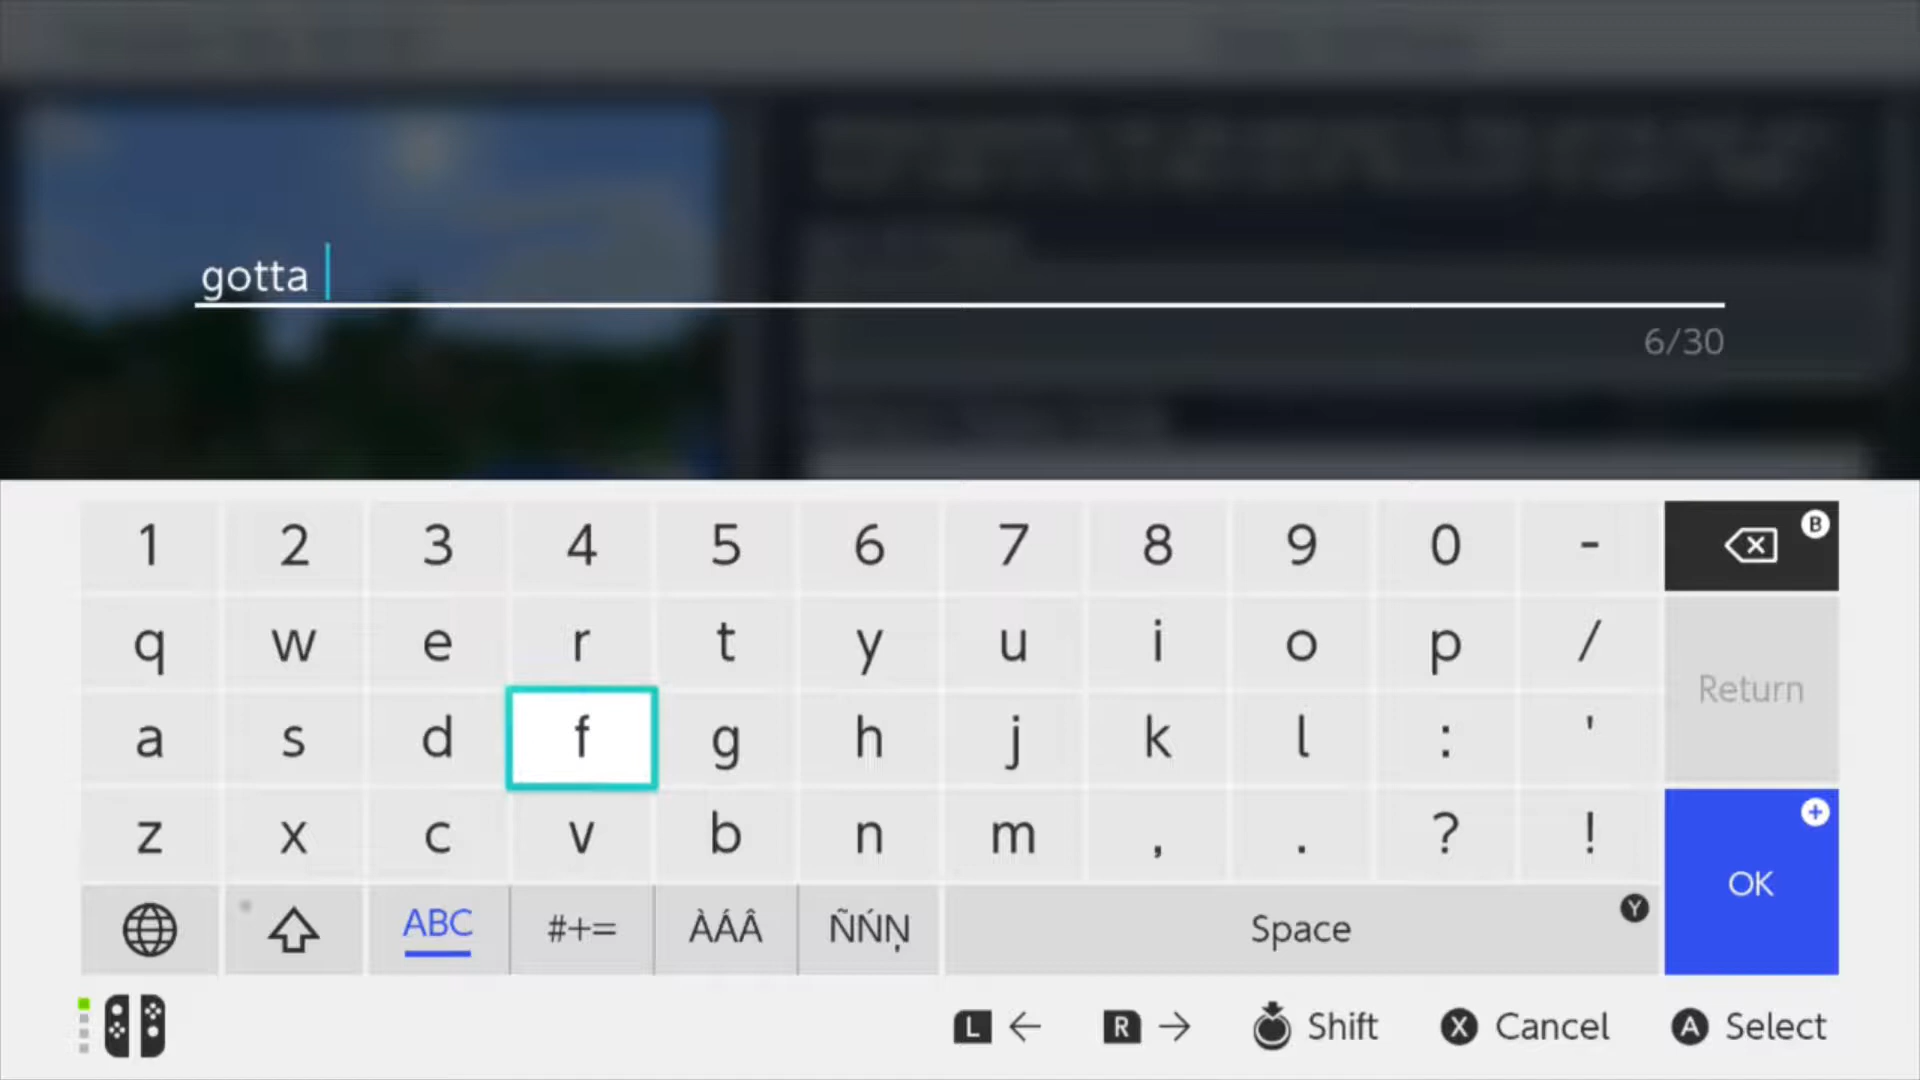 gotta
6/30
1 2 3 4 5 6 7 8 9 0 - B
q w e r t y u i o p / Return
a s d f g h j k l : '
z x c v b n m , . ? ! + OK
ABC #+= ÀÁÂ ÑŃŅ Space Y
L ← R → Shift X Cancel A Select